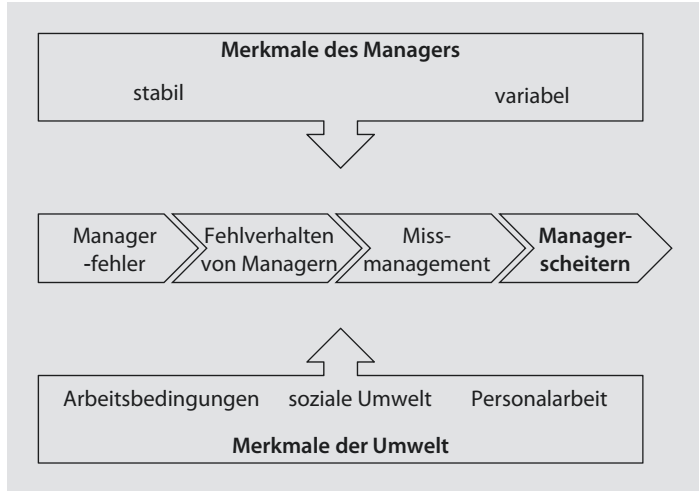 Merkmale des Managers
stabil variabel
Manager
-fehler
Fehlverhalten
von Managern
Miss-
management
Manager-
scheitern
Arbeitsbedingungen soziale Umwelt Personalarbeit
Merkmale der Umwelt